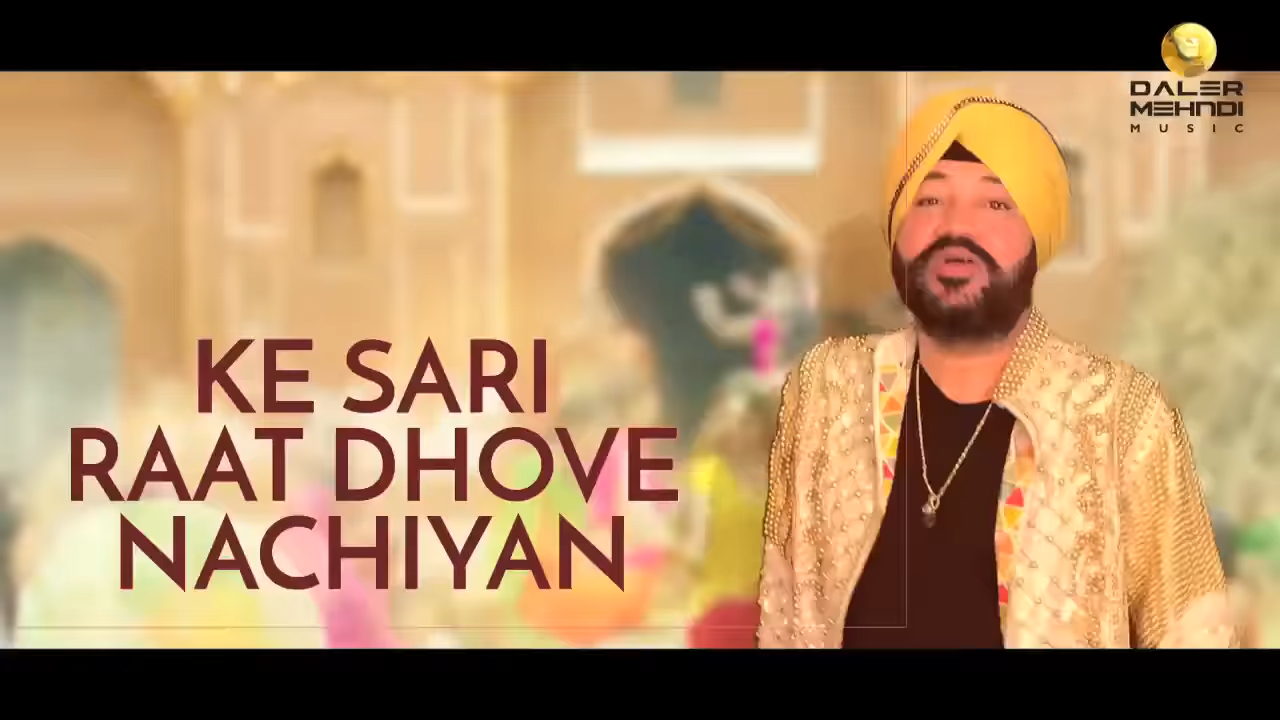 DALER
MEHNDI
MUSIC
KE SARI
RAAT DHOVE
NACHIYAN